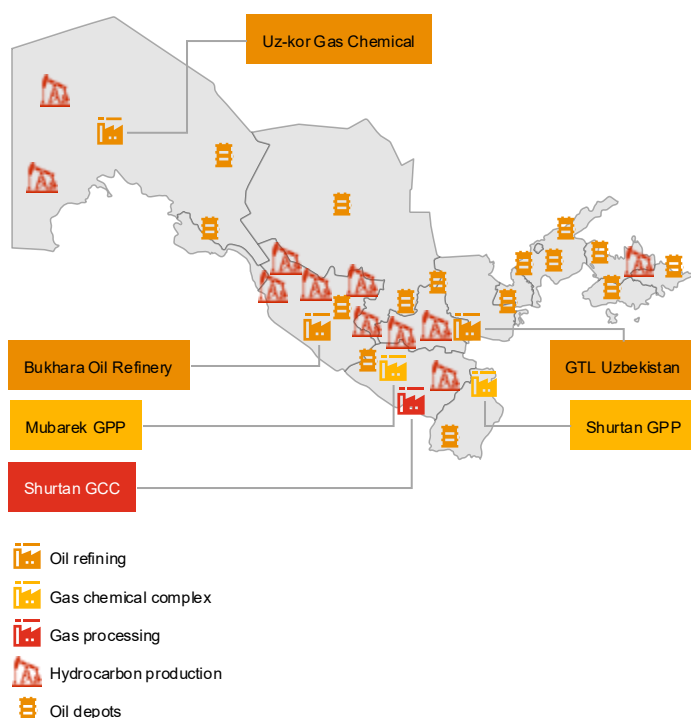 Uz-kor Gas Chemical
Bukhara Oil Refinery
GTL Uzbekistan
Mubarek GPP
Shurtan GPP
Shurtan GCC
Oil refining
Gas chemical complex
Gas processing
Hydrocarbon production
Oil depots